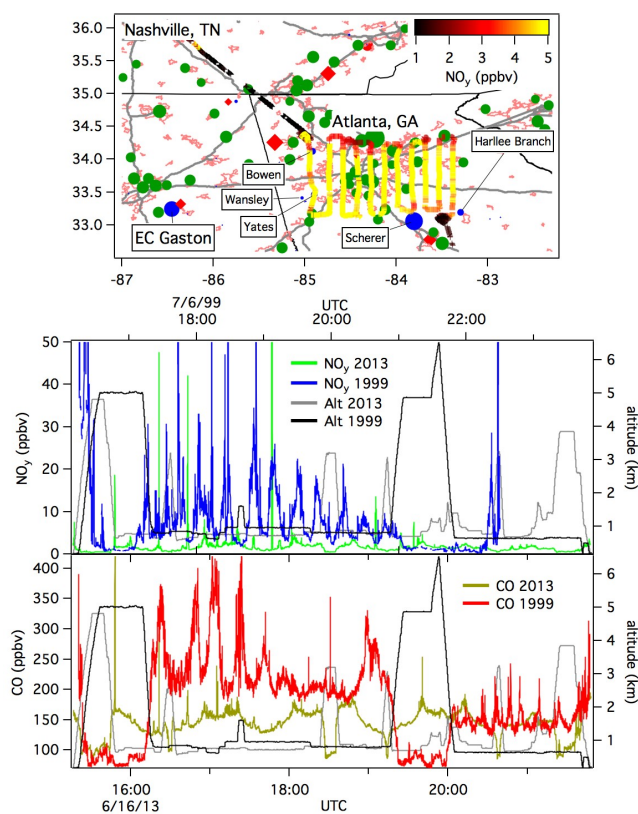 36.0
35.5
35.0
34.5
34.0
33.5
33.0
Nashville, TN
1 2 3 4 5
NOy (ppbv)
Atlanta, GA
Harllee Branch
Bowen
Wansley
Yates
EC Gaston
Scherer
-87 -86 -85 -84 -83
7/6/99 UTC
18:00 20:00 22:00
50
40
30
20
10
0
NOy (ppbv)
NOy 2013
NOy 1999
Alt 2013
Alt 1999
6
5
4
3
2
1
altitude (km)
400
350
300
250
200
150
100
CO (ppbv)
CO 2013
CO 1999
6
5
4
3
2
1
altitude (km)
16:00 18:00 20:00
6/16/13 UTC